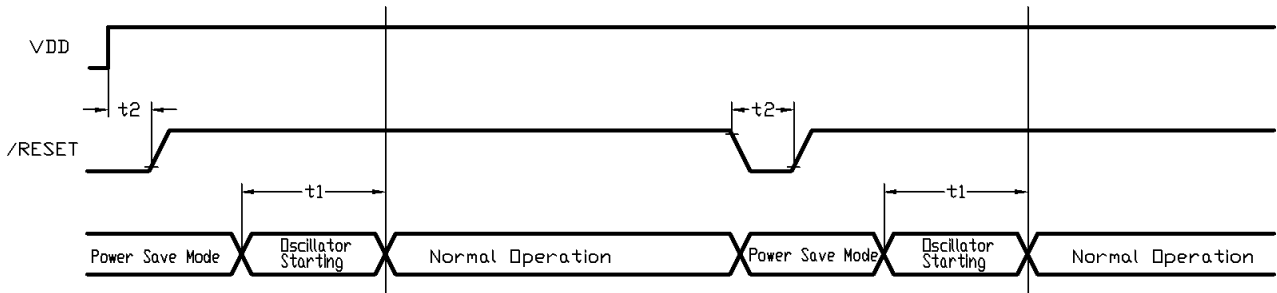 VDD
t2
t2
/RESET
t1
t1
Power Save Mode
Oscillator
Starting
Normal Operation
Power Save Mode
Oscillator
Starting
Normal Operation